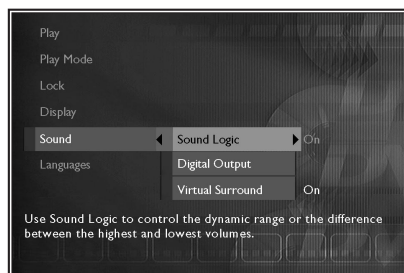 Play
Play Mode
Lock
Display
Sound Sound Logic On
Languages Digital Output
Virtual Surround On
Use Sound Logic to control the dynamic range or the difference
between the highest and lowest volumes.